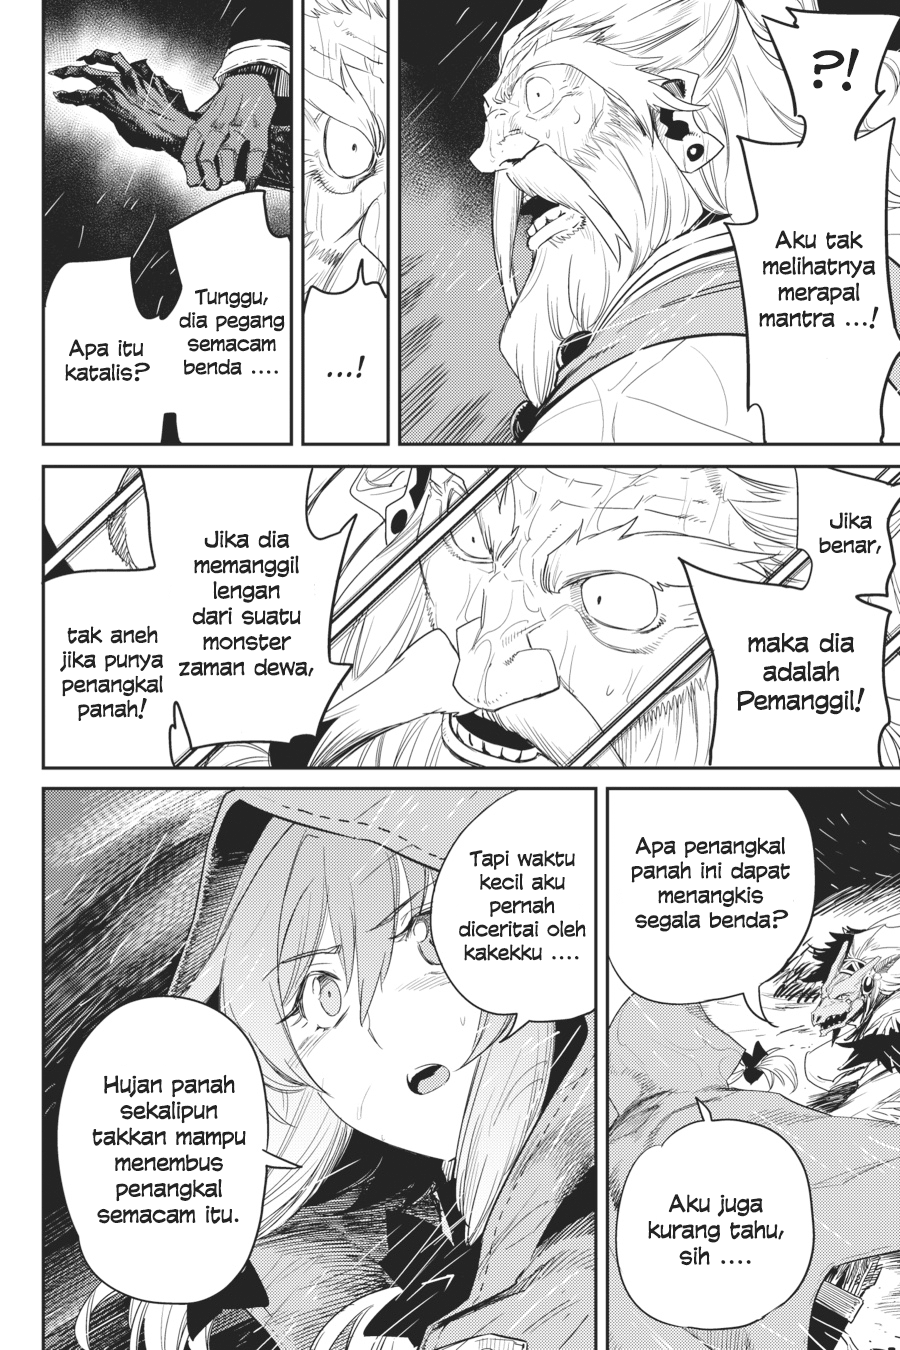 ?!
Aku tak
melihatnya
merapal
mantra ...!
...!
Tunggu,
dia pegang
semacam
benda ....
Apa itu
katalis?
Jika
benar,
maka dia
adalah
Pemanggil!
Jika dia
memanggil
lengan
dari suatu
monster
zaman dewa,
tak aneh
jika punya
penangkal
panah!
Apa penangkal
panah ini dapat
menangkis
segala benda?
Aku juga
kurang tahu,
sih ....
Tapi waktu
kecil aku
pernah
diceritai oleh
kakekku ....
Hujan panah
sekalipun
takkan mampu
menembus
penangkal
semacam itu.